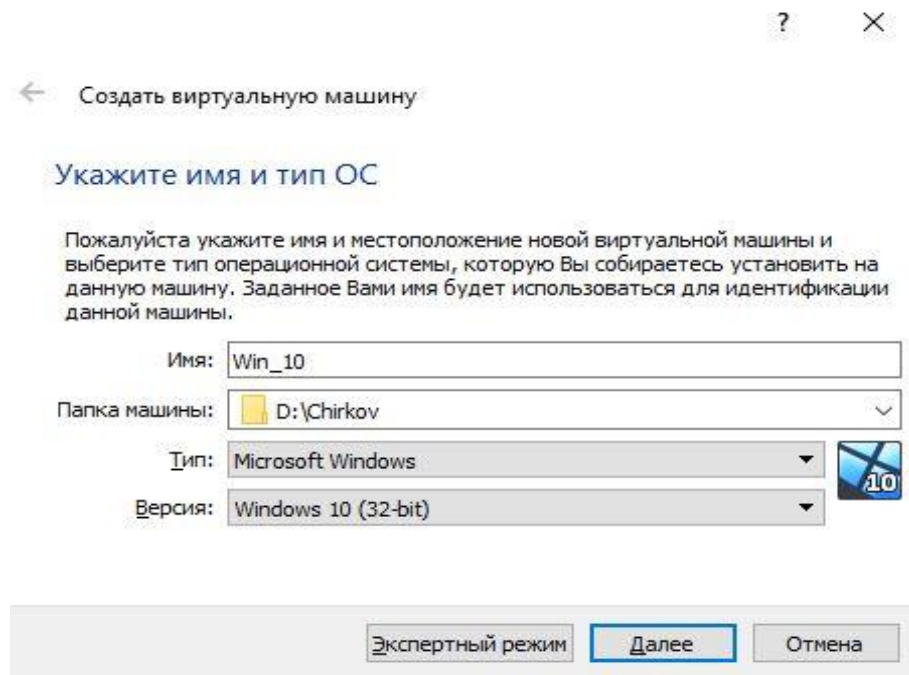 ?
Создать виртуальную машину
Укажите имя и тип ОС
Пожалуйста укажите имя и местоположение новой виртуальной машины и
выберите тип операционной системы, которую Вы собираетесь установить на
данную машину. Заданное Вами имя будет использоваться для идентификации
данной машины.
Имя: Win_10
Папка машины: D:\Chirkov
Тип: Microsoft Windows
10
Версия: Windows 10 (32-bit)
Экспертный режим Далее Отмена